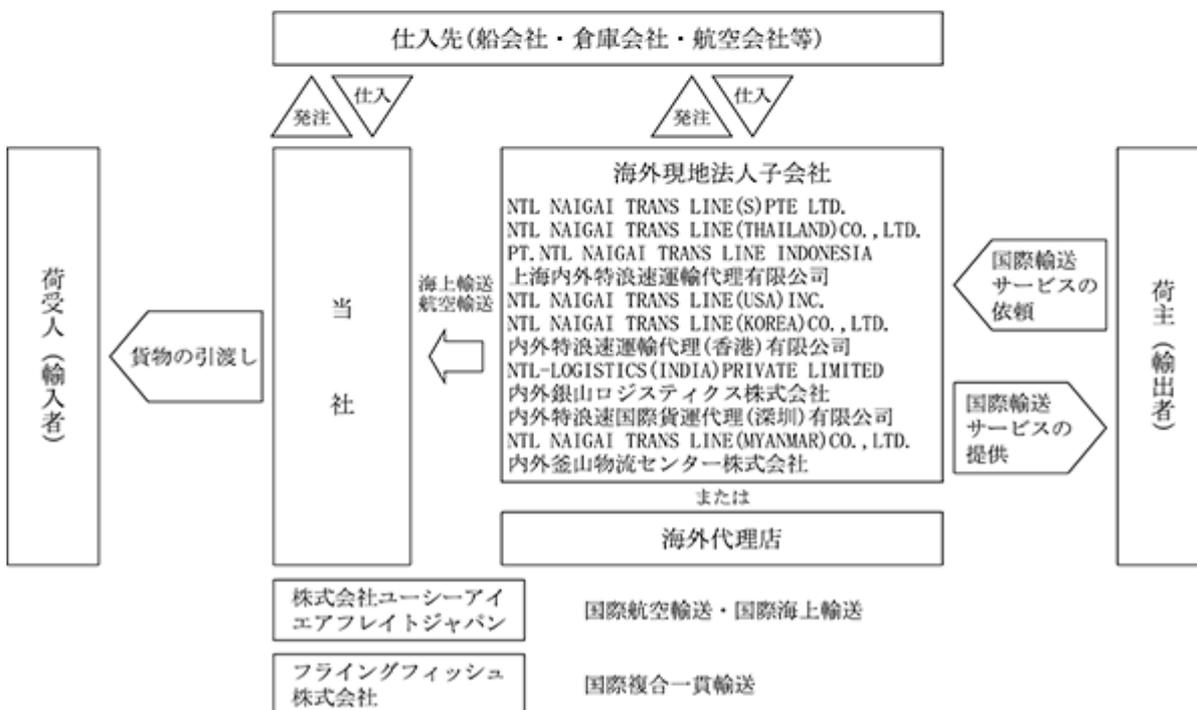 仕入先(船会社・倉庫会社・航空会社等)
発注
仕入
発注
仕入
荷受人(輸入者)
貨物の引渡し
当社
海上輸送
航空輸送
海外現地法人子会社
NTL NAIGAI TRANS LINE(S)PTE LTD.
NTL NAIGAI TRANS LINE(THAILAND)CO.,LTD.
PT.NTL NAIGAI TRANS LINE INDONESIA
上海内外特浪速運輸代理有限公司
NTL NAIGAI TRANS LINE(USA)INC.
NTL NAIGAI TRANS LINE(KOREA)CO.,LTD.
内外特浪速運輸代理(香港)有限公司
NTL-LOGISTICS(INDIA)PRIVATE LIMITED
内外銀山ロジスティクス株式会社
内外特浪速国際貨運代理(深圳)有限公司
NTL NAIGAI TRANS LINE(MYANMAR)CO.,LTD.
内外釜山物流センター株式会社
または
海外代理店
国際輸送
サービスの
依頼
国際輸送
サービスの
提供
荷主(輸出者)
株式会社ユーシーアイ
エアフレイトジャパン
国際航空輸送・国際海上輸送
フライングフィッシュ
株式会社
国際複合一貫輸送